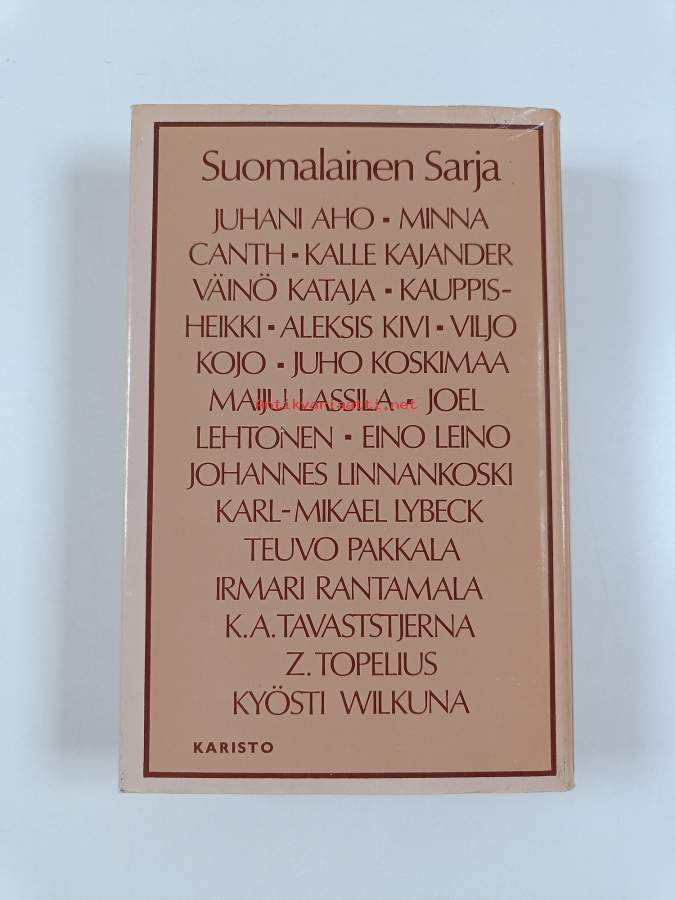 Suomalainen Sarja
JUHANI AHO ▪ MINNA
CANTH ▪ KALLE KAJANDER
VÄINÖ KATAJA ▪ KAUPPIS-
HEIKKI ▪ ALEKSIS KIVI ▪ VILJO
KOJO ▪ JUHO KOSKIMAA
MAIJU LASSILA ▪ JOEL
Antikvariaatti.net
LEHTONEN ▪ EINO LEINO
JOHANNES LINNANKOSKI
KARL-MIKAEL LYBECK
TEUVO PAKKALA
IRMARI RANTAMALA
K.A.TAVASTSTJERNA
Z. TOPELIUS
KYÖSTI WILKUNA
KARISTO